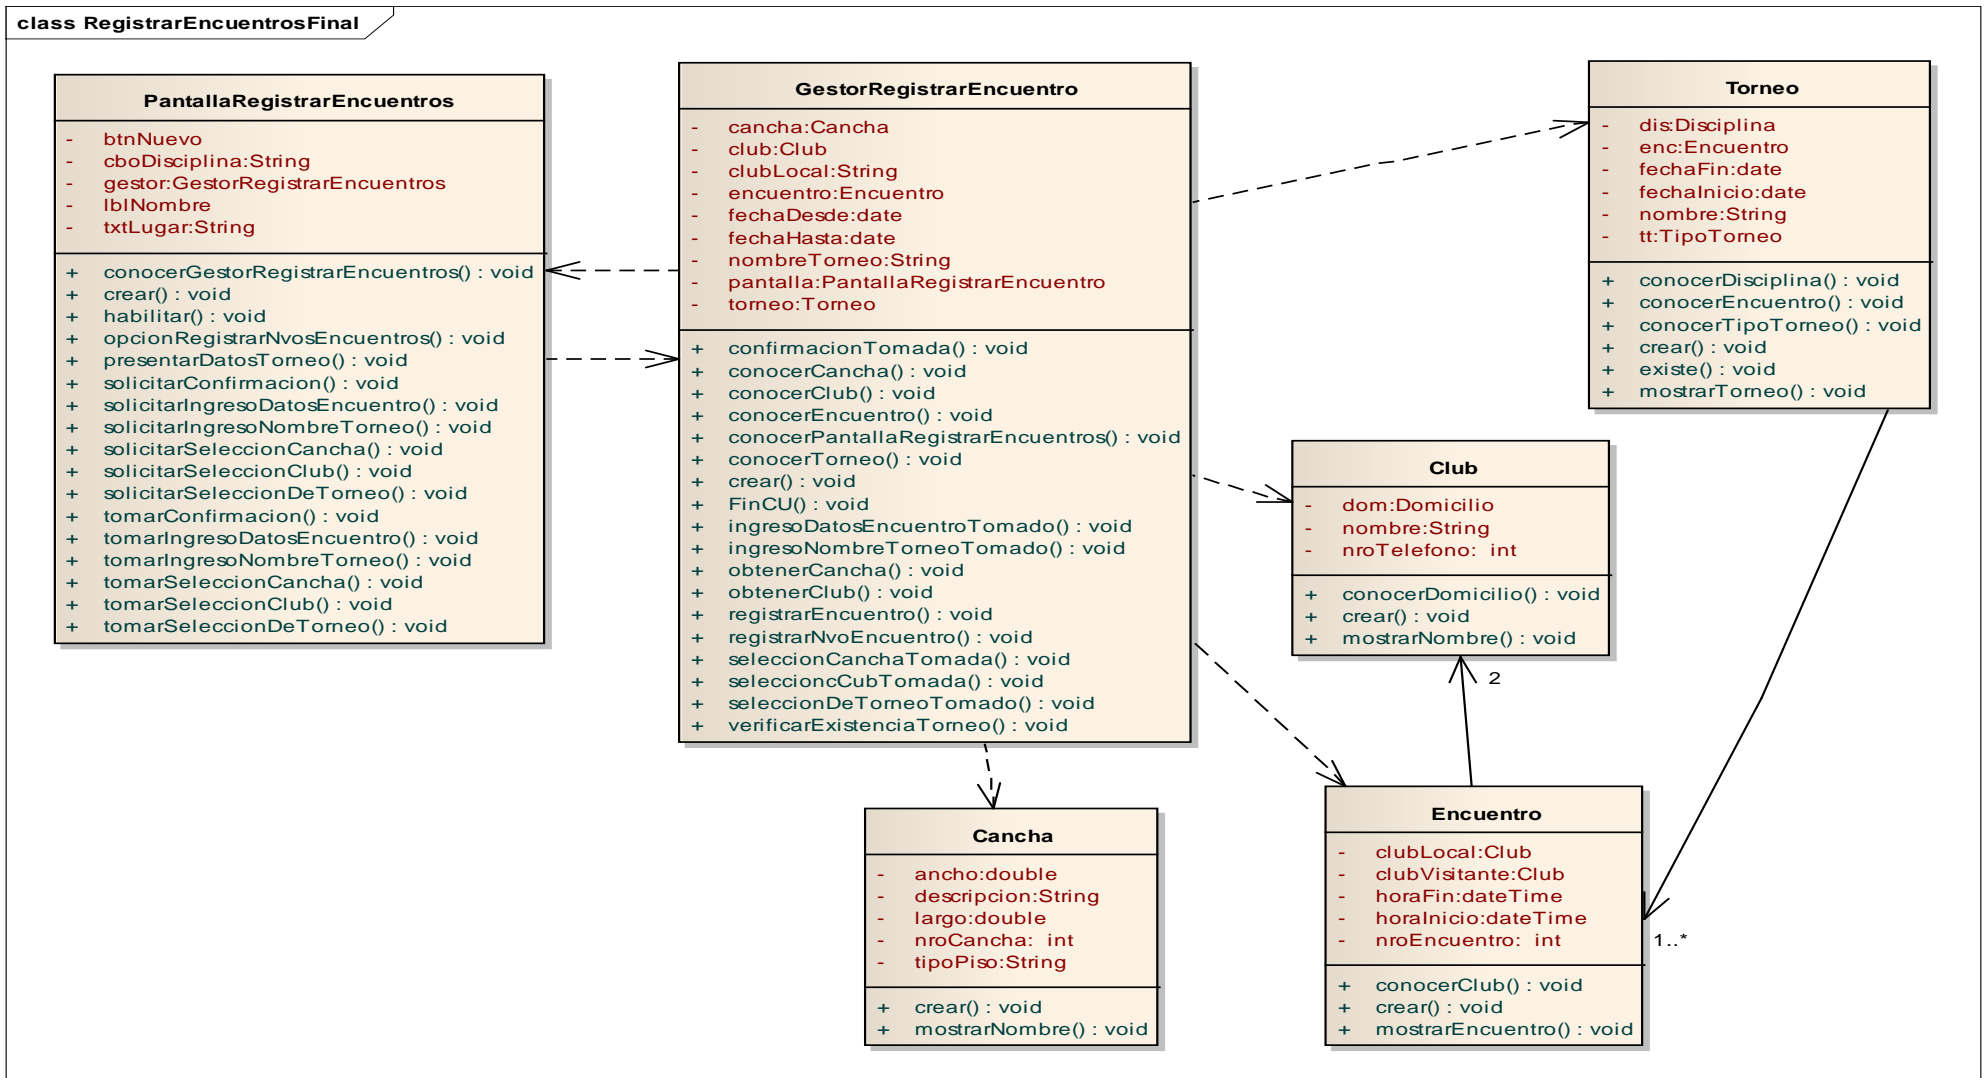 class RegistrarEncuentrosFinal
PantallaRegistrarEncuentros
- btnNuevo
- cboDisciplina:String
- gestor:GestorRegistrarEncuentros
- lblNombre
- txtLugar:String
+ conocerGestorRegistrarEncuentros() : void
+ crear() : void
+ habilitar() : void
+ opcionRegistrarNvosEncuentros() : void
+ presentarDatosTorneo() : void
+ solicitarConfirmacion() : void
+ solicitarIngresoDatosEncuentro() : void
+ solicitarIngresoNombreTorneo() : void
+ solicitarSeleccionCancha() : void
+ solicitarSeleccionClub() : void
+ solicitarSeleccionDeTorneo() : void
+ tomarConfirmacion() : void
+ tomarIngresoDatosEncuentro() : void
+ tomarIngresoNombreTorneo() : void
+ tomarSeleccionCancha() : void
+ tomarSeleccionClub() : void
+ tomarSeleccionDeTorneo() : void
GestorRegistrarEncuentro
- cancha:Cancha
- club:Club
- clubLocal:String
- encuentro:Encuentro
- fechaDesde:date
- fechaHasta:date
- nombreTorneo:String
- pantalla:PantallaRegistrarEncuentro
- torneo:Torneo
+ confirmacionTomada() : void
+ conocerCancha() : void
+ conocerClub() : void
+ conocerEncuentro() : void
+ conocerPantallaRegistrarEncuentros() : void
+ conocerTorneo() : void
+ crear() : void
+ FinCU() : void
+ ingresoDatosEncuentroTomado() : void
+ ingresoNombreTorneoTomado() : void
+ obtenerCancha() : void
+ obtenerClub() : void
+ registrarEncuentro() : void
+ registrarNvoEncuentro() : void
+ seleccionCanchaTomada() : void
+ seleccioncCubTomada() : void
+ seleccionDeTorneoTomado() : void
+ verificarExistenciaTorneo() : void
Torneo
- dis:Disciplina
- enc:Encuentro
- fechaFin:date
- fechaInicio:date
- nombre:String
- tt:TipoTorneo
+ conocerDisciplina() : void
+ conocerEncuentro() : void
+ conocerTipoTorneo() : void
+ crear() : void
+ existe() : void
+ mostrarTorneo() : void
Club
- dom:Domicilio
- nombre:String
- nroTelefono: int
+ conocerDomicilio() : void
+ crear() : void
+ mostrarNombre() : void
2
Cancha
- ancho:double
- descripcion:String
- largo:double
- nroCancha: int
- tipoPiso:String
+ crear() : void
+ mostrarNombre() : void
Encuentro
- clubLocal:Club
- clubVisitante:Club
- horaFin:dateTime
- horaInicio:dateTime
- nroEncuentro: int
+ conocerClub() : void
+ crear() : void
+ mostrarEncuentro() : void
1..*